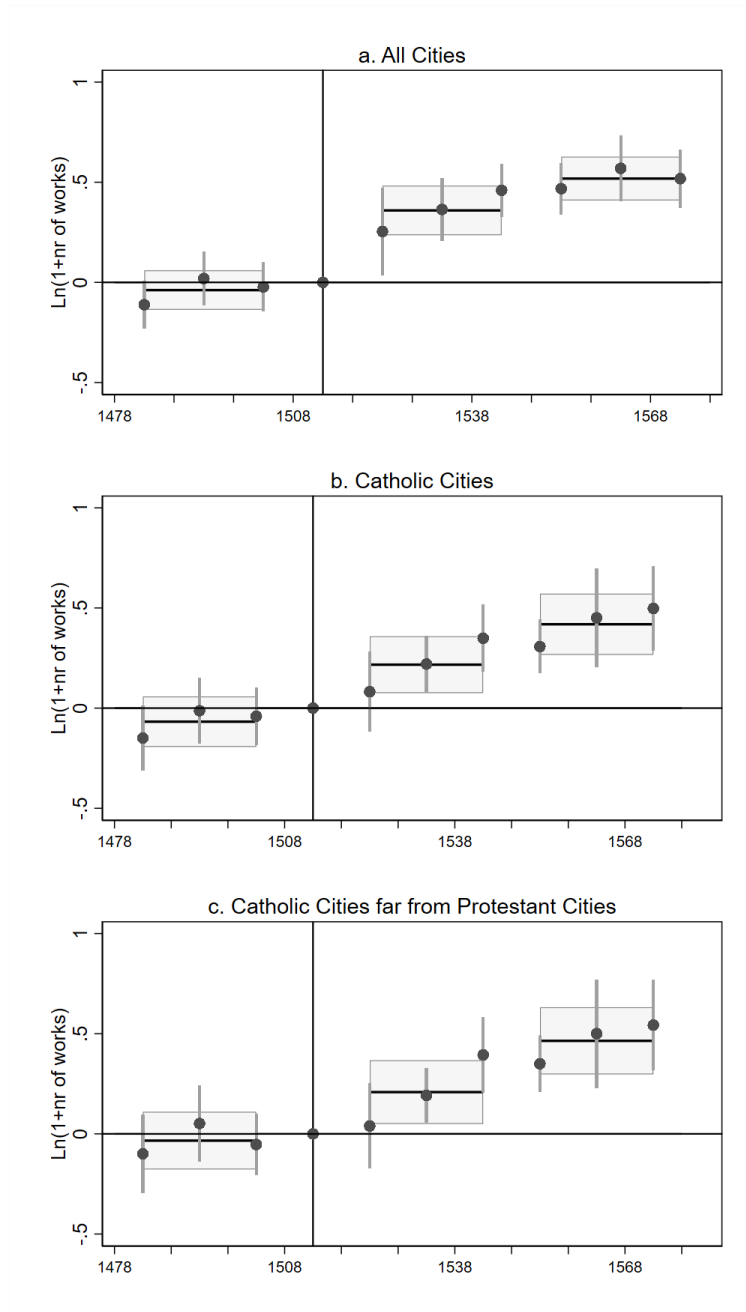 a. All Cities
Ln(1+nr of works)
1
.5
0
-.5
1478 1508 1538 1568
b. Catholic Cities
Ln(1+nr of works)
1
.5
0
-.5
1478 1508 1538 1568
c. Catholic Cities far from Protestant Cities
Ln(1+nr of works)
1
.5
0
-.5
1478 1508 1538 1568